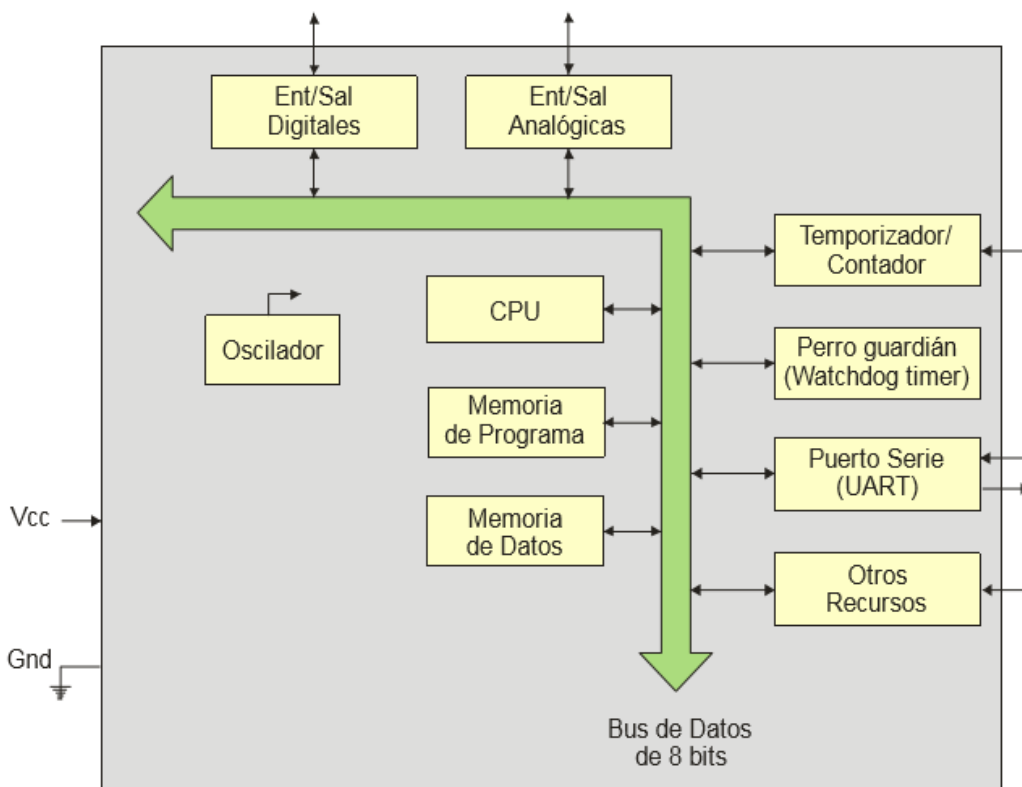 Ent/Sal
Digitales
Ent/Sal
Analógicas
Temporizador/
Contador
CPU
Oscilador
Perro guardián
(Watchdog timer)
Memoria
de Programa
Puerto Serie
(UART)
Vcc
Memoria
de Datos
Otros
Recursos
Gnd
Bus de Datos
de 8 bits